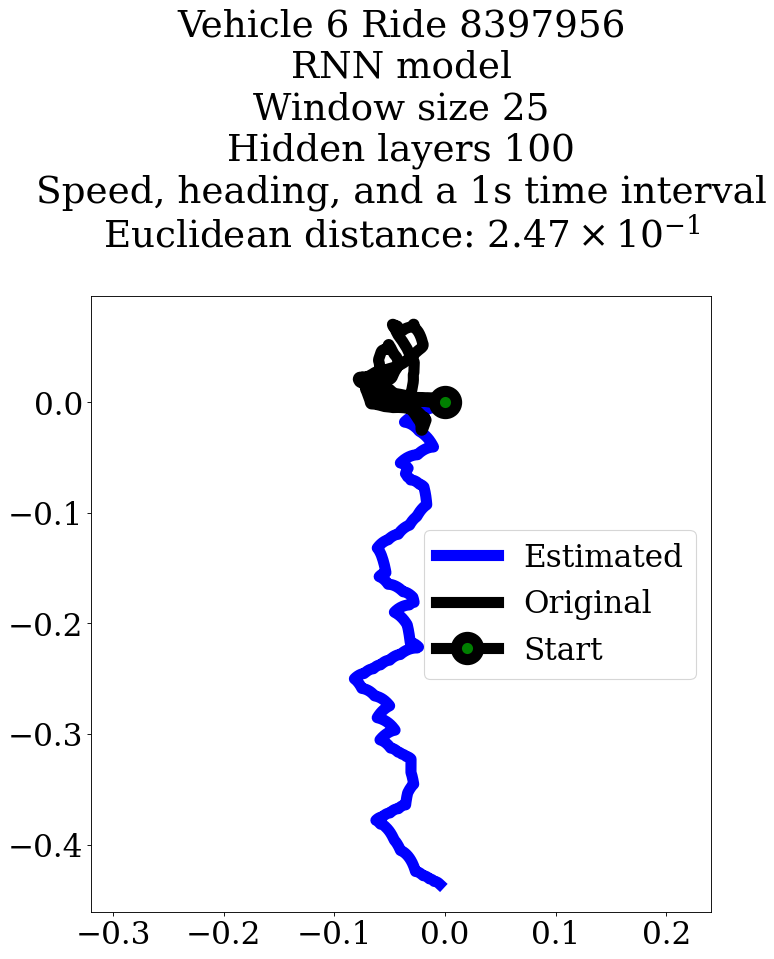 Vehicle 6 Ride 8397956
RNN model
Window size 25
Hidden layers 100
Speed, heading, and a 1s time interval
Euclidean distance: 2.47 × 10⁻¹
0.0
−0.1
−0.2
−0.3
−0.4
Estimated
Original
Start
−0.3 −0.2 −0.1 0.0 0.1 0.2